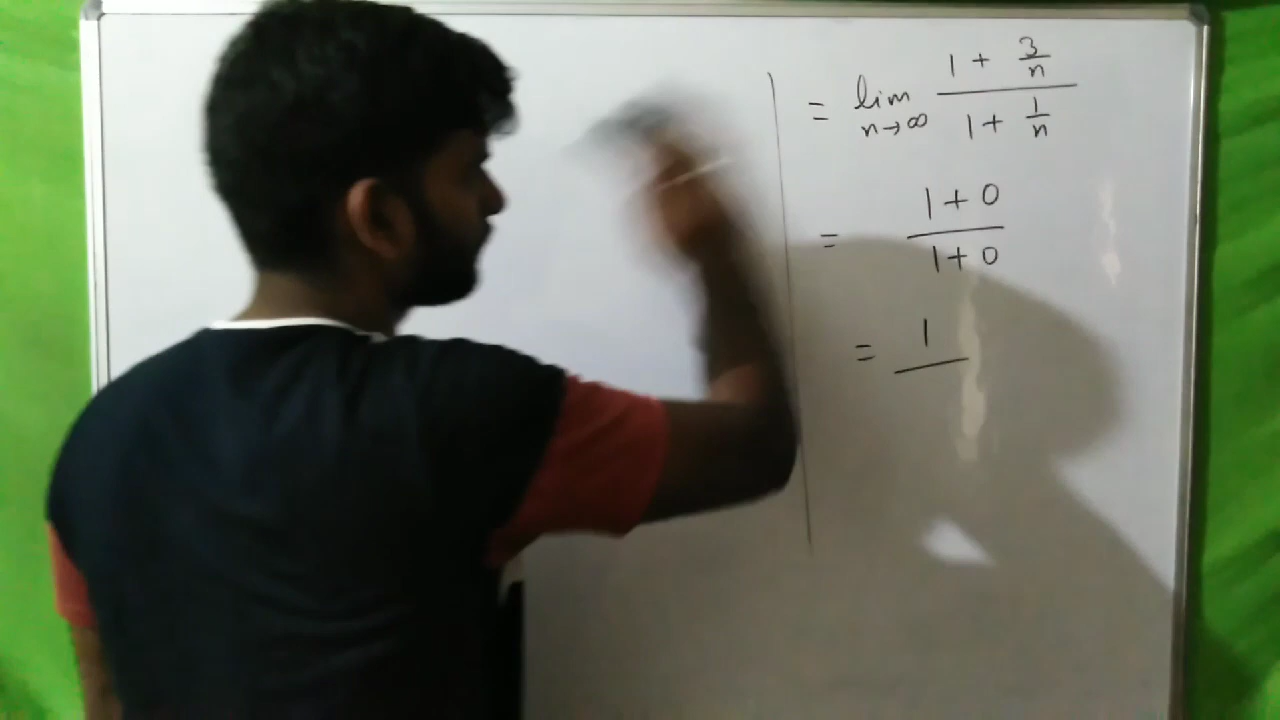 = lim n→∞ (1 + 3/n) / (1 + 1/n)
= (1 + 0) / (1 + 0)
= 1 /